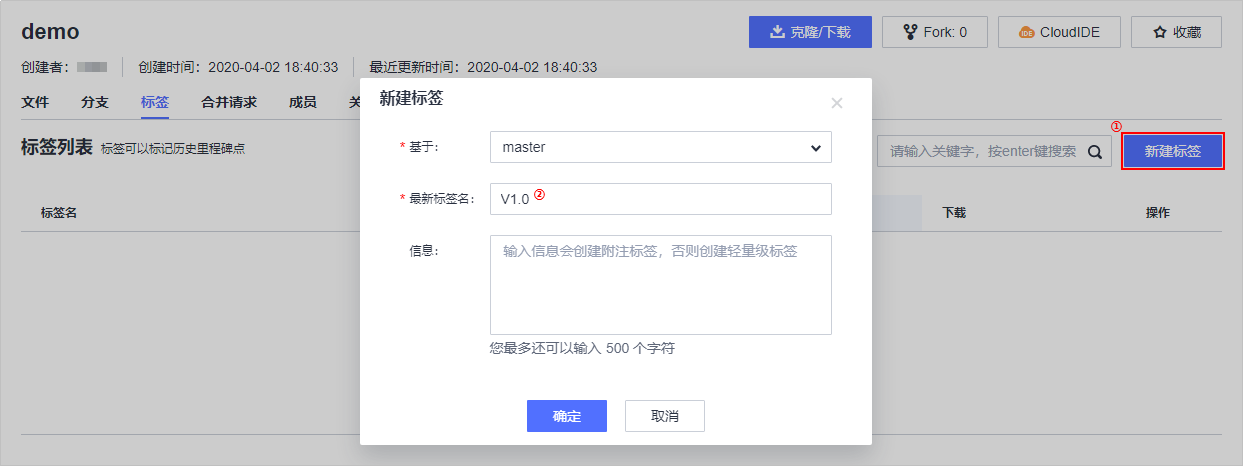 demo
克隆/下载
Fork: 0
CloudIDE
收藏
创建者：
创建时间：2020-04-02 18:40:33
最近更新时间：2020-04-02 18:40:33
文件 分支 标签 合并请求 成员 关
标签列表 标签可以标记历史里程碑点
请输入关键字，按enter键搜索
①
新建标签
标签名
下载
操作
新建标签
* 基于：
master
* 最新标签名：
V1.0 ②
信息：
输入信息会创建附注标签，否则创建轻量级标签
您最多还可以输入 500 个字符
确定
取消